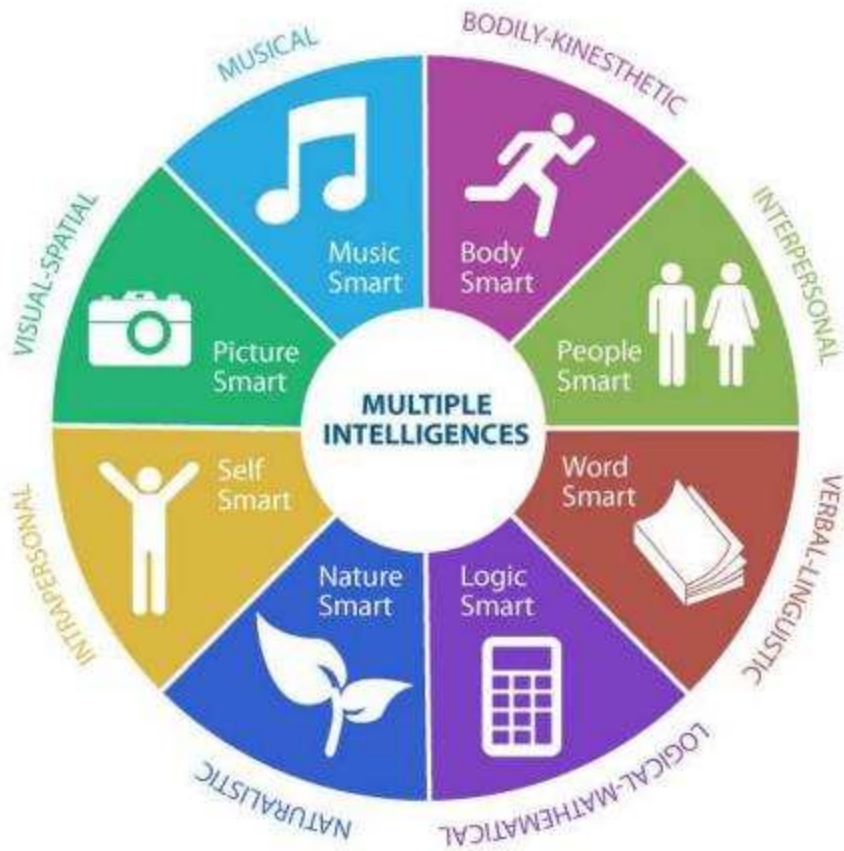 MUSICAL
BODILY-KINESTHETIC
INTERPERSONAL
VERBAL-LINGUISTIC
LOGICAL-MATHEMATICAL
NATURALISTIC
INTRAPERSONAL
VISUAL-SPATIAL
Music
Smart
Body
Smart
People
Smart
Word
Smart
Logic
Smart
Nature
Smart
Self
Smart
Picture
Smart
MULTIPLE
INTELLIGENCES